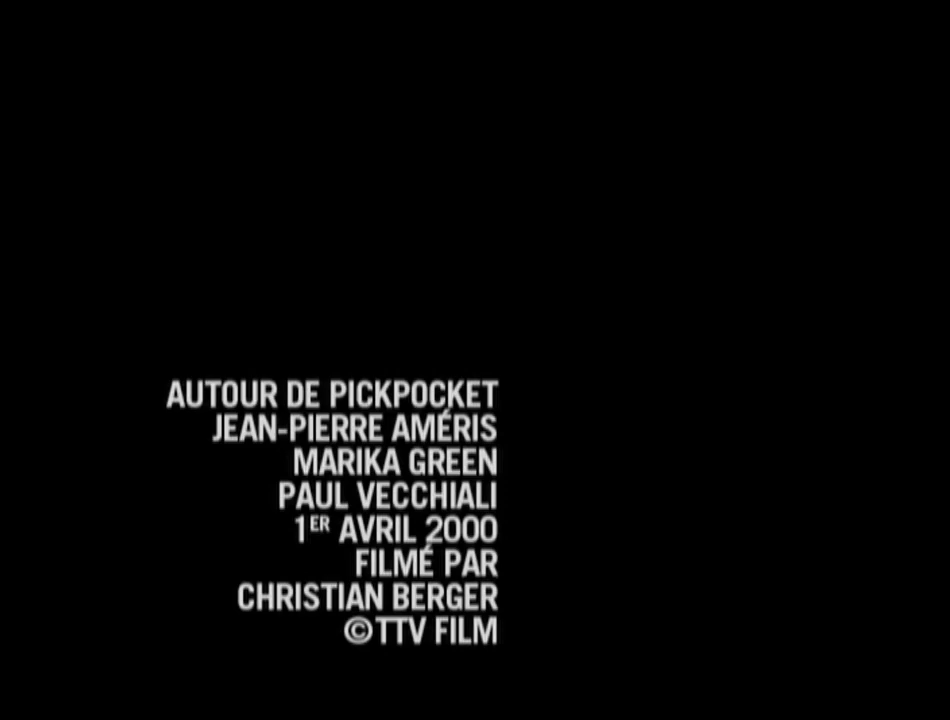 AUTOUR DE PICKPOCKET
JEAN-PIERRE AMÉRIS
MARIKA GREEN
PAUL VECCHIALI
1ER AVRIL 2000
FILMÉ PAR
CHRISTIAN BERGER
©TTV FILM